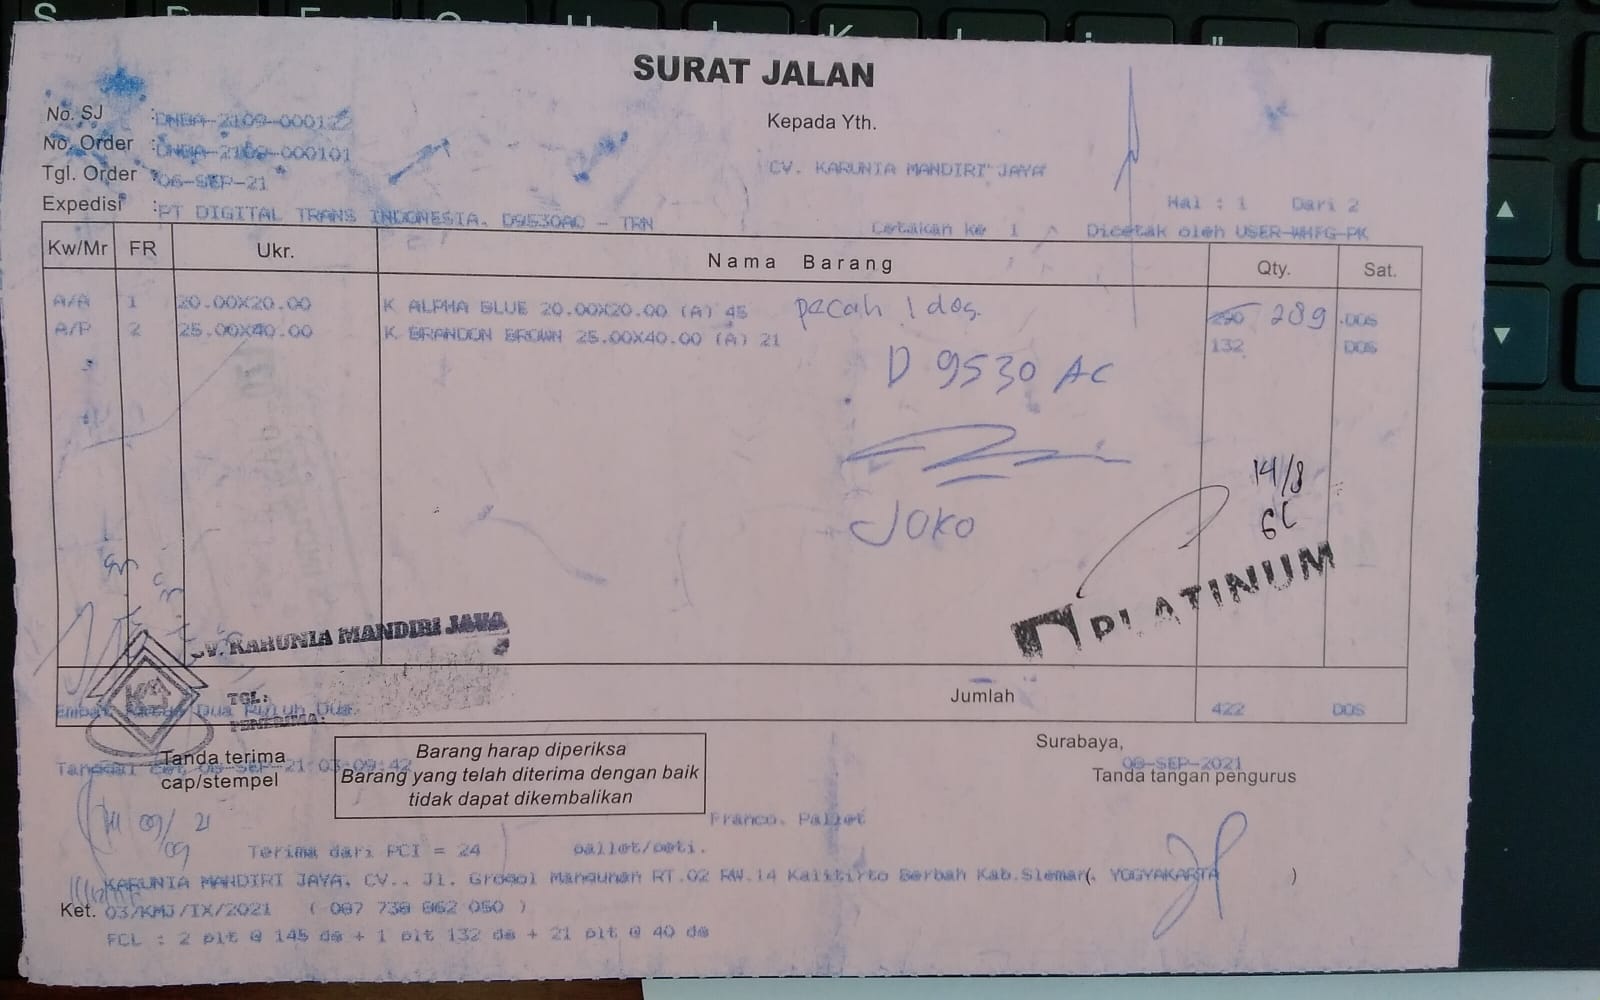 SURAT JALAN
No. SJ : DNBA-2109-000123
No. Order : DNBA-2109-000101
Tgl. Order : 06-SEP-21
Expedisi : PT DIGITAL TRANS INDONESIA. D9530AC - TRN
Kepada Yth.
CV. KARUNIA MANDIRI JAYA
Hal : 1 Dari 2
Cetakan ke 1 Dicetak oleh USER-WHFG-PK
Kw/Mr FR Ukr. Nama Barang Qty. Sat.
A/A 1 20.00X20.00 K ALPHA BLUE 20.00X20.00 (A) 45 pecah 1 dos. 290 289 DOS
A/P 2 25.00X40.00 K BRANDON BROWN 25.00X40.00 (A) 21 132 DOS
D 9530 AC
JOKO
14/8
PLATINUM
CV. KARUNIA MANDIRI JAYA
TGL:
PENERIMA:
Jumlah 422 DOS
Empat Ratus Dua Puluh Dua
Tanda terima
cap/stempel
Tanggal Cet 08-SEP-21 03:09:42
Barang harap diperiksa
Barang yang telah diterima dengan baik
tidak dapat dikembalikan
Surabaya,
08-SEP-2021
Tanda tangan pengurus
Franco. Pallet
Terima dari PCI = 24 pallet/peti.
KARUNIA MANDIRI JAYA, CV., Jl. Grogol Mangunan RT.02 RW.14 Kalitirto Berbah Kab.Sleman (. YOGYAKARTA )
Ket. 03/KMJ/IX/2021 ( 087 738 862 050 )
FCL : 2 plt @ 145 ds + 1 plt 132 ds + 21 plt @ 40 ds